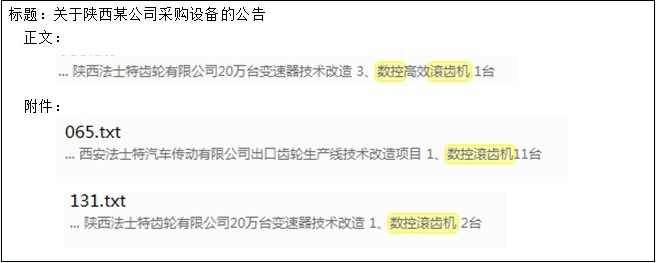 标题：关于陕西某公司采购设备的公告
正文：
... 陕西法士特齿轮有限公司20万台变速器技术改造 3、数控高效滚齿机 1台
附件：
065.txt
... 西安法士特汽车传动有限公司出口齿轮生产线技术改造项目 1、数控滚齿机11台
131.txt
... 陕西法士特齿轮有限公司20万台变速器技术改造 1、数控滚齿机 2台